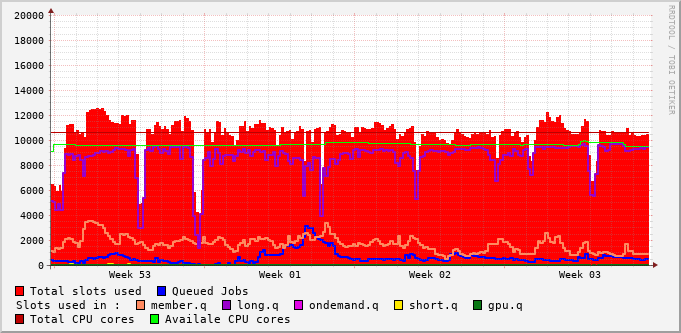 20000
18000
16000
14000
12000
10000
8000
6000
4000
2000
0
Week 53 Week 01 Week 02 Week 03
Total slots used Queued Jobs
Slots used in : member.q long.q ondemand.q short.q gpu.q
Total CPU cores Availale CPU cores
RRDTOOL / TOBI OETIKER